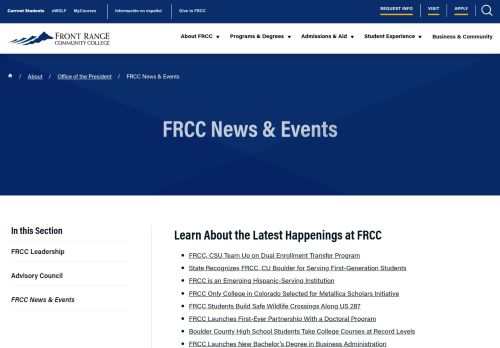 Current Students eWOLF MyCourses Información en español Give to FRCC REQUEST INFO VISIT APPLY
FRONT RANGE
COMMUNITY COLLEGE
About FRCC Programs & Degrees Admissions & Aid Student Experience Business & Community
/ About / Office of the President / FRCC News & Events
FRCC News & Events
In this Section
FRCC Leadership
Advisory Council
FRCC News & Events
Learn About the Latest Happenings at FRCC
FRCC, CSU Team Up on Dual Enrollment Transfer Program
State Recognizes FRCC, CU Boulder for Serving First-Generation Students
FRCC is an Emerging Hispanic-Serving Institution
FRCC Only College in Colorado Selected for Metallica Scholars Initiative
FRCC Students Build Safe Wildlife Crossings Along US 287
FRCC Launches First-Ever Partnership With a Doctoral Program
Boulder County High School Students Take College Courses at Record Levels
FRCC Launches New Bachelor's Degree in Business Administration